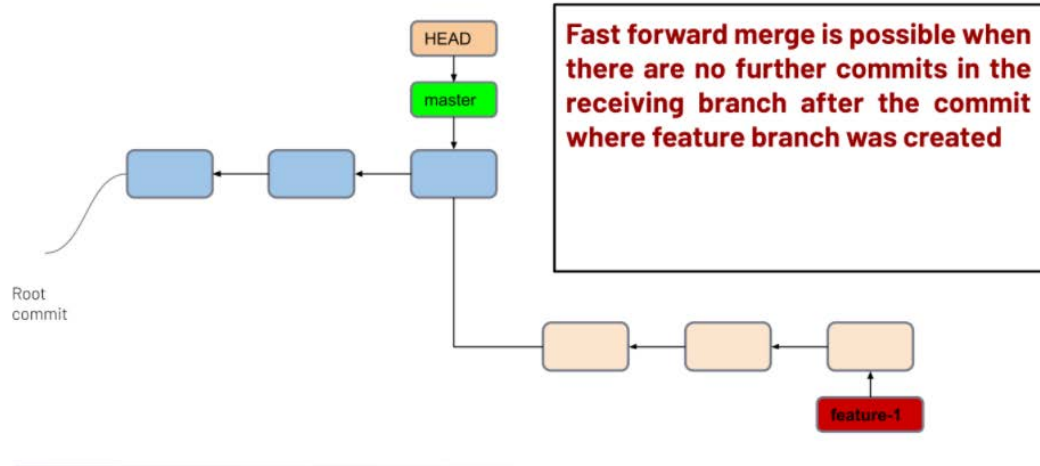 HEAD
master
Fast forward merge is possible when
there are no further commits in the
receiving branch after the commit
where feature branch was created
Root
commit
feature-1